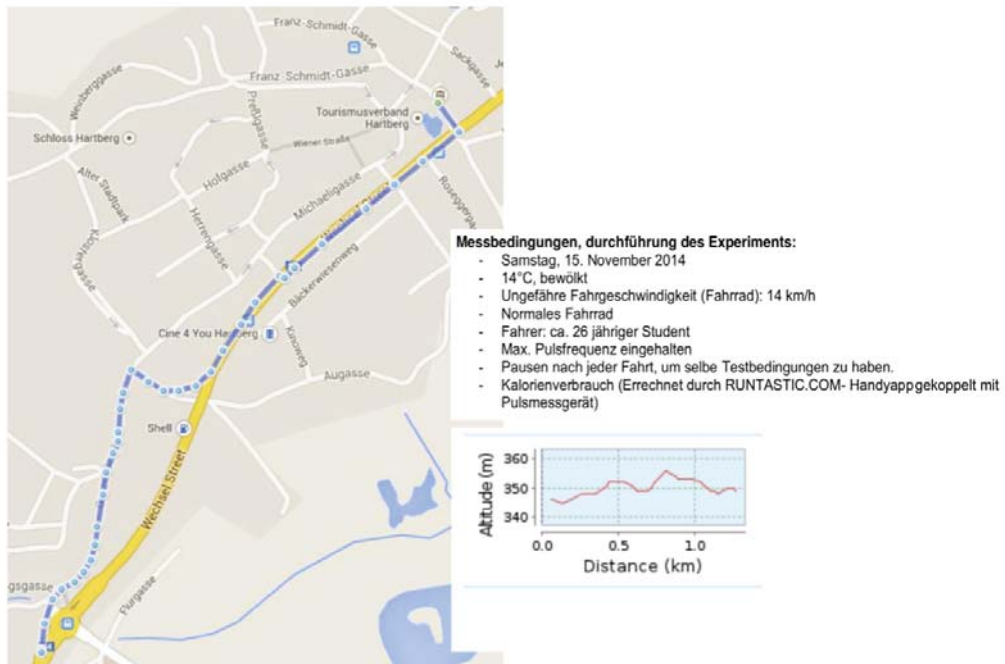 Franz-Schmidt-Gasse
Sackgasse
Weinberggasse
Franz Schmidt-Gasse
Preßlgasse
Tourismusverband
Hartberg
Schloss Hartberg
Wiener Straße
Alter Stadtpark
Hofgasse
Michaeligasse
Herrengasse
Klostergasse
Bäckerwiesenweg
Cine 4 You
Kinoweg
Augasse
Shell
Wechsel Street
Flurgasse
Messbedingungen, durchführung des Experiments:
- Samstag, 15. November 2014
- 14°C, bewölkt
- Ungefähre Fahrgeschwindigkeit (Fahrrad): 14 km/h
- Normales Fahrrad
- Fahrer: ca. 26 jähriger Student
- Max. Pulsfrequenz eingehalten
- Pausen nach jeder Fahrt, um selbe Testbedingungen zu haben.
- Kalorienverbrauch (Errechnet durch RUNTASTIC.COM- Handyappgekoppelt mit
Pulsmessgerät)
Altitude (m)
360
350
340
0.0 0.5 1.0
Distance (km)